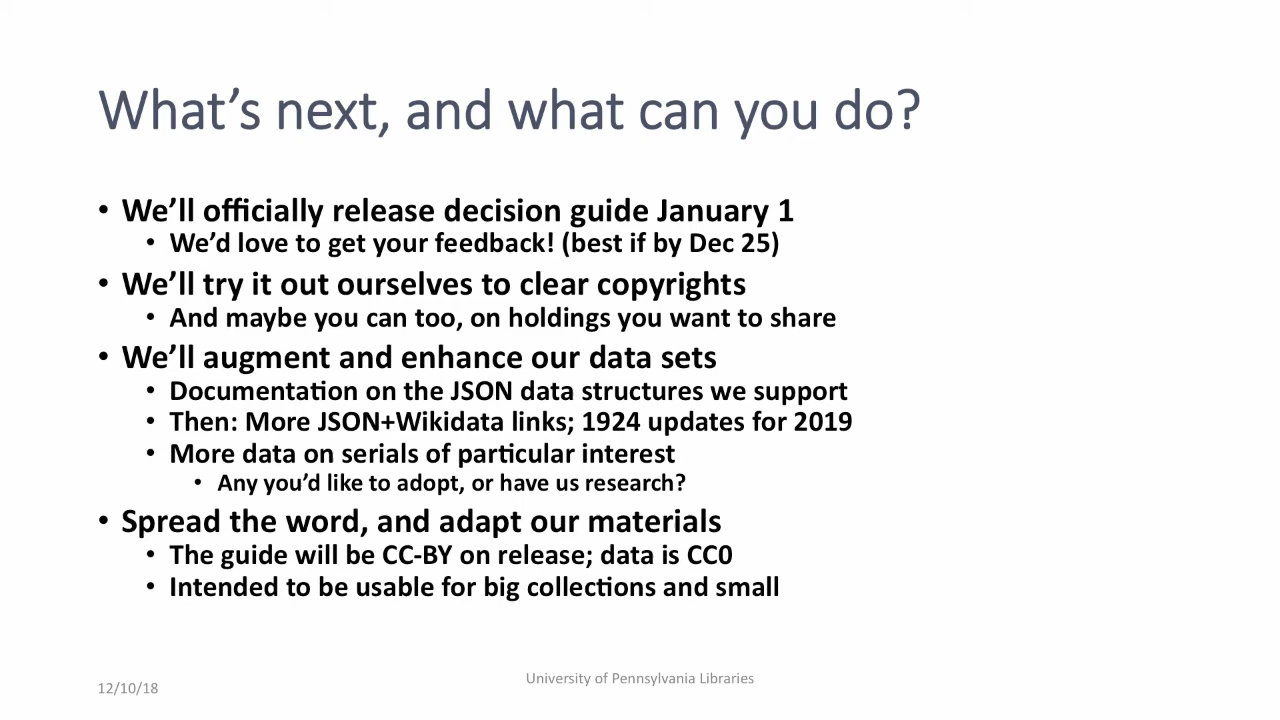 What’s next, and what can you do?
• We’ll officially release decision guide January 1
• We’d love to get your feedback! (best if by Dec 25)
• We’ll try it out ourselves to clear copyrights
• And maybe you can too, on holdings you want to share
• We’ll augment and enhance our data sets
• Documentation on the JSON data structures we support
• Then: More JSON+Wikidata links; 1924 updates for 2019
• More data on serials of particular interest
• Any you’d like to adopt, or have us research?
• Spread the word, and adapt our materials
• The guide will be CC-BY on release; data is CC0
• Intended to be usable for big collections and small
12/10/18
University of Pennsylvania Libraries